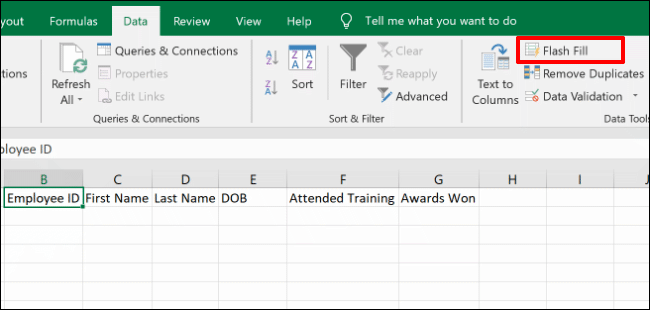 yout Formulas Data Review View Help Tell me what you want to do
ctions
Refresh All
Queries & Connections
Properties
Edit Links
Queries & Connections
A Z
Z A
Z A A Z
Sort
Filter
Clear
Reapply
Advanced
Sort & Filter
Text to Columns
Flash Fill
Remove Duplicates
Data Validation
Data Tools
ployee ID
B C D E F G H I J
Employee ID First Name Last Name DOB Attended Training Awards Won